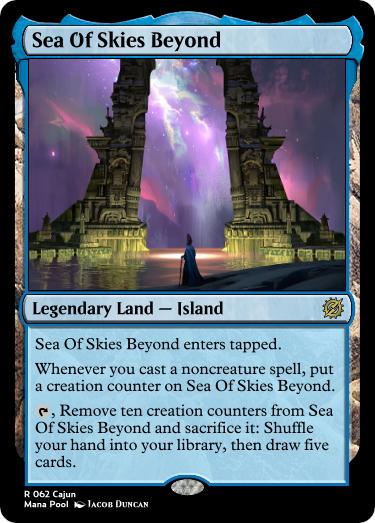 Sea Of Skies Beyond
Legendary Land — Island
Sea Of Skies Beyond enters tapped.
Whenever you cast a noncreature spell, put
a creation counter on Sea Of Skies Beyond.
, Remove ten creation counters from Sea
Of Skies Beyond and sacrifice it: Shuffle
your hand into your library, then draw five
cards.
R 062 Cajun
Mana Pool Jacob Duncan